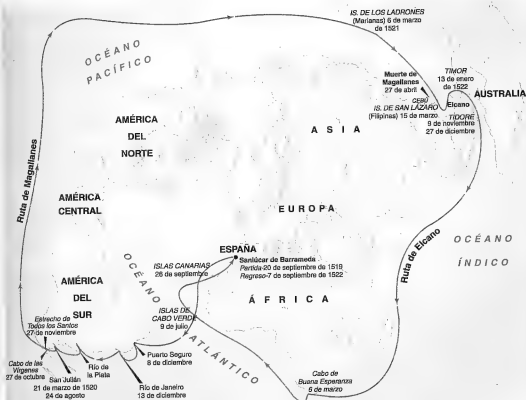 IS. DE LOS LADRONES
(Marianas) 6 de marzo
de 1521
OCÉANO
PACÍFICO
Muerte de
Magallanes
27 de abril
TIMOR
13 de enero
de 1522
AUSTRALIA
CEBÚ
IS. DE SAN LÁZARO
(Filipinas) 15 de marzo
Elcano
TIDORE
9 de noviembre
27 de diciembre
AMÉRICA
DEL
NORTE
ASIA
Ruta de Magallanes
AMÉRICA
CENTRAL
EUROPA
Ruta de Elcano
OCÉANO
ÍNDICO
ESPAÑA
Sanlúcar de Barrameda
Partida-20 de septiembre de 1519
Regreso-7 de septiembre de 1522
ISLAS CANARIAS
26 de septiembre
OCÉANO
ATLÁNTICO
AMÉRICA
DEL
SUR
ÁFRICA
ISLAS DE
CABO VERDE
9 de julio
Estrecho de
Todos los Santos
27 de noviembre
Cabo de las
Vírgenes
27 de octubre
San Julián
21 de marzo de 1520
24 de agosto
Río de
la Plata
Puerto Seguro
8 de diciembre
Río de Janeiro
13 de diciembre
Cabo de
Buena Esperanza
6 de marzo